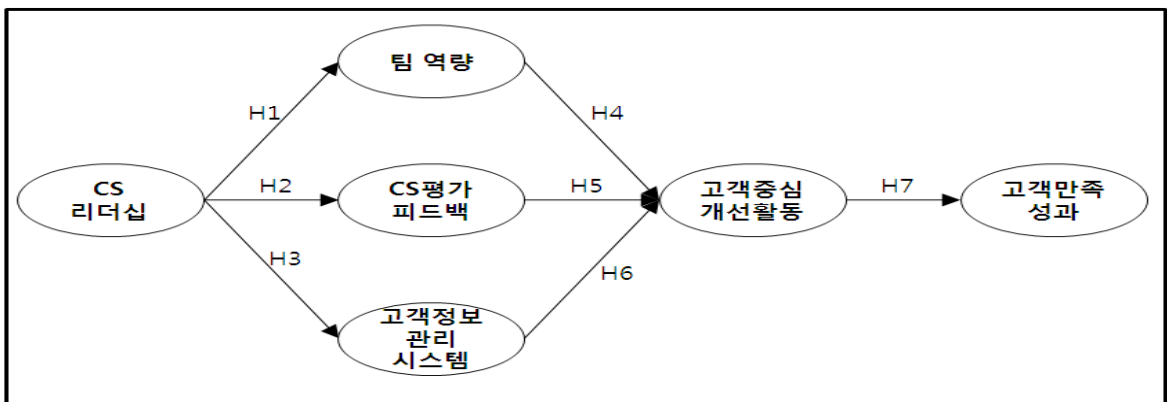 팀 역량
H1
H4
CS
리더십
H2
CS평가
피드백
H5
고객중심
개선활동
H7
고객만족
성과
H3
H6
고객정보
관리
시스템